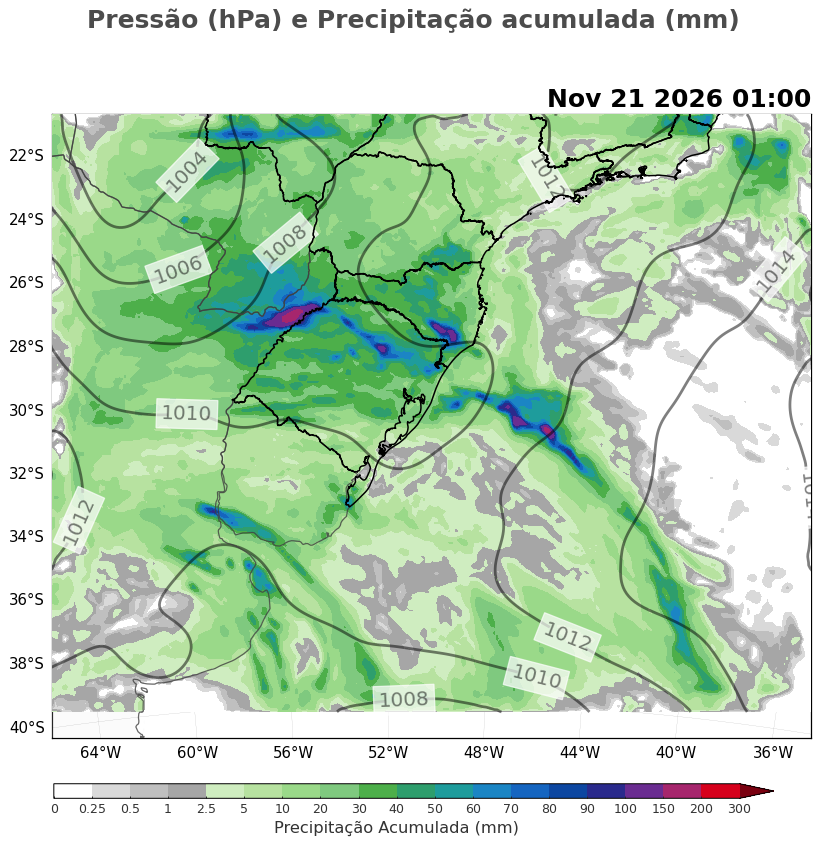 Pressão (hPa) e Precipitação acumulada (mm)
Nov 21 2026 01:00
22°S
24°S
26°S
28°S
30°S
32°S
34°S
36°S
38°S
40°S
1004
1006
1008
1010
1012
1012
1014
1012
1010
1008
64°W 60°W 56°W 52°W 48°W 44°W 40°W 36°W
0 0.25 0.5 1 2.5 5 10 20 30 40 50 60 70 80 90 100 150 200 300
Precipitação Acumulada (mm)